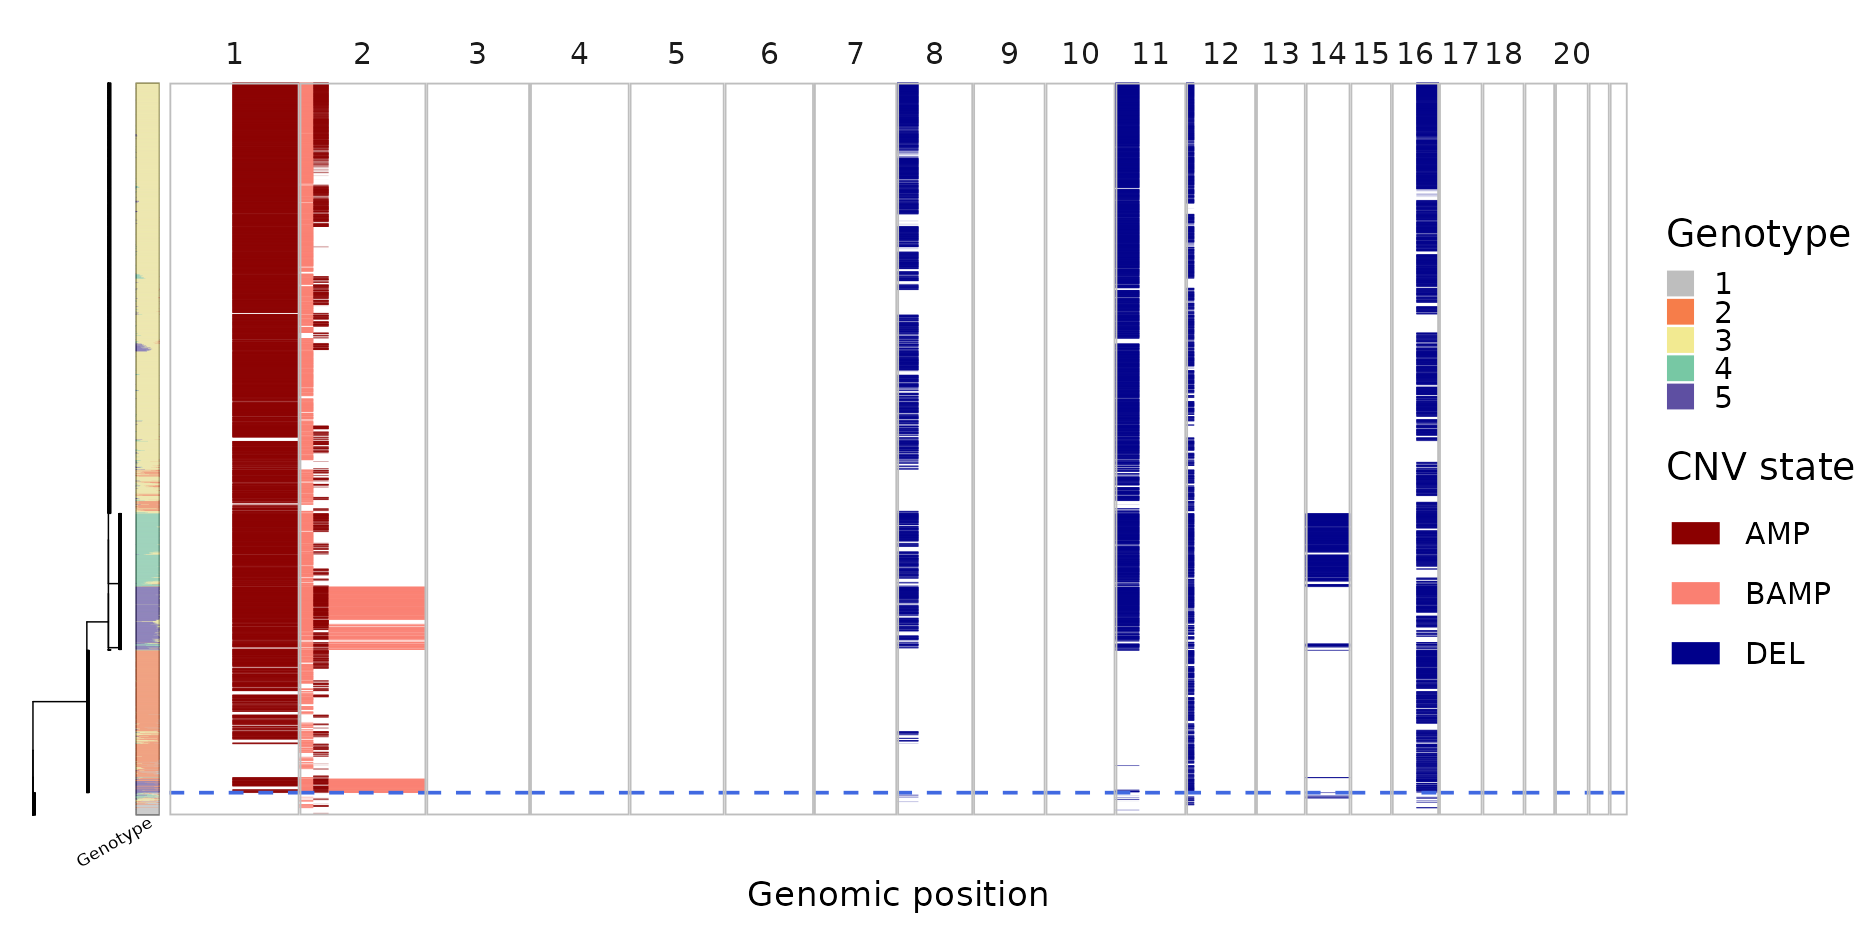 1 2 3 4 5 6 7 8 9 10 11 12 13 14 15 16 17 18 20
Genotype
1
2
3
4
5
CNV state
AMP
BAMP
DEL
Genotype
Genomic position